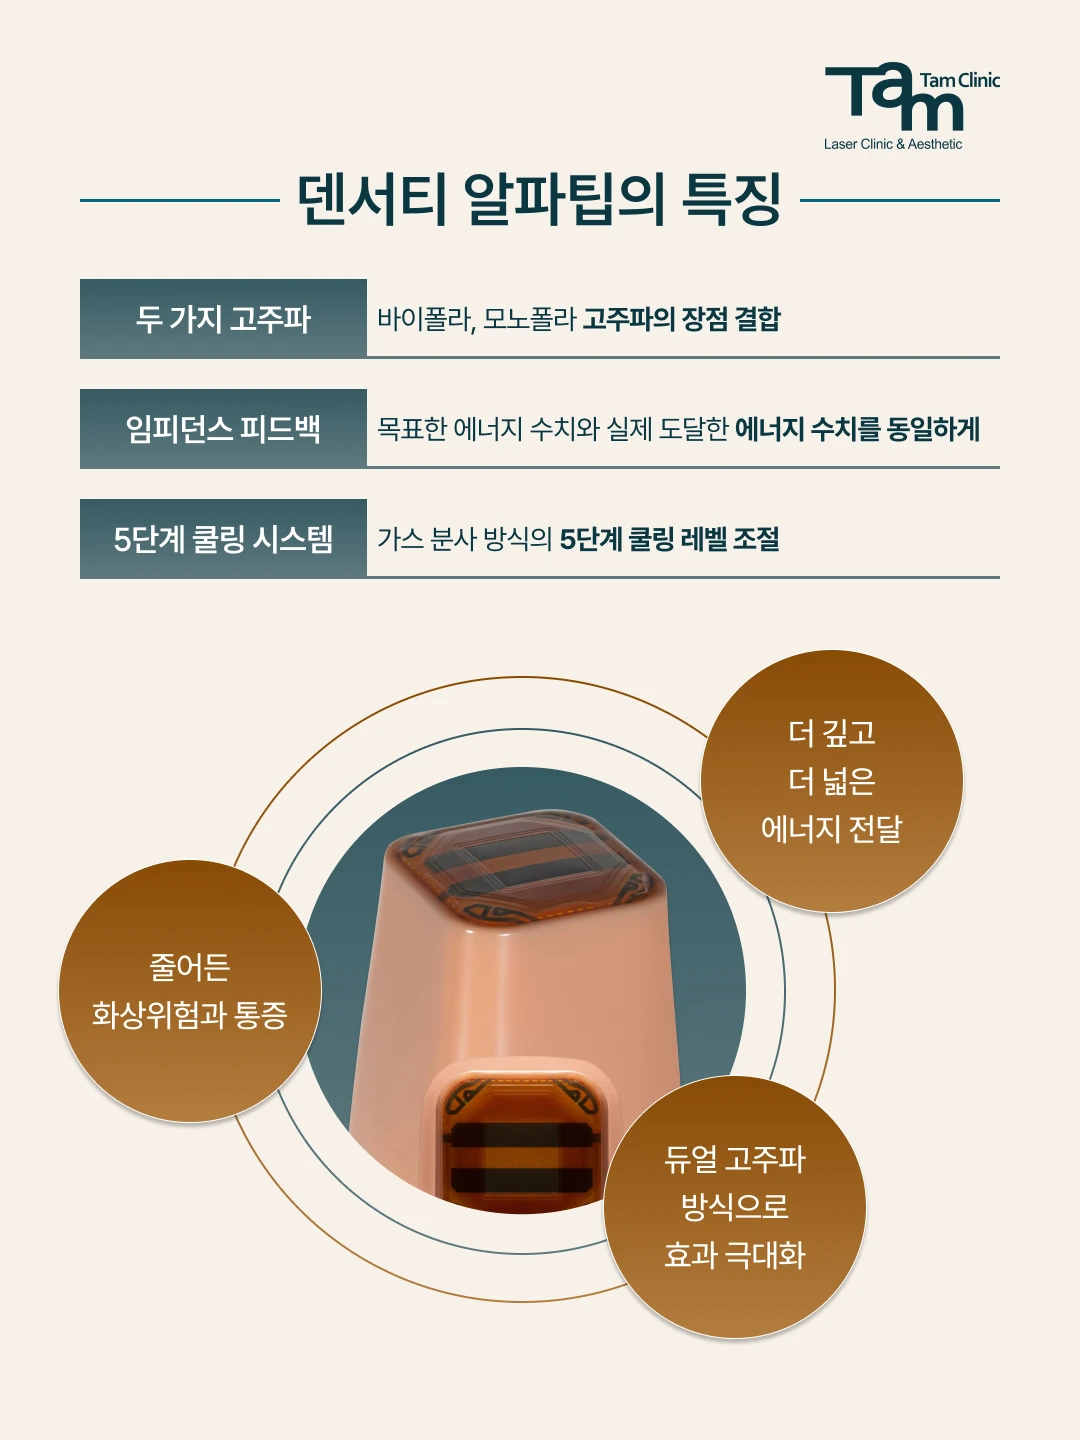 Tam
Tam Clinic
Laser Clinic & Aesthetic
덴서티 알파팁의 특징
두 가지 고주파
바이폴라, 모노폴라 고주파의 장점 결합
임피던스 피드백
목표한 에너지 수치와 실제 도달한 에너지 수치를 동일하게
5단계 쿨링 시스템
가스 분사 방식의 5단계 쿨링 레벨 조절
더 깊고
더 넓은
에너지 전달
줄어든
화상위험과 통증
듀얼 고주파
방식으로
효과 극대화